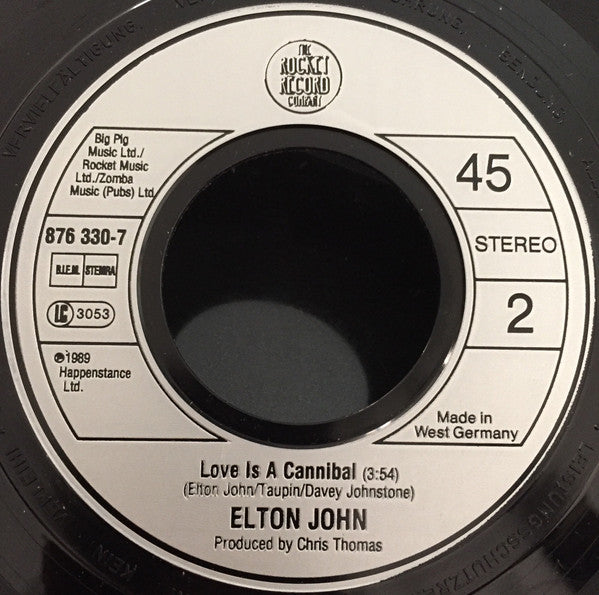 THE
ROCKET
RECORD
COMPANY
Big Pig
Music Ltd./
Rocket Music
Ltd./Zomba
Music (Pubs) Ltd
876 330-7
B.I.E.M. STEMRA
LC 3053
℗1989
Happenstance
Ltd.
45
STEREO
2
Made in
West Germany
Love Is A Cannibal (3:54)
(Elton John/Taupin/Davey Johnstone)
ELTON JOHN
Produced by Chris Thomas
VERVIELFÄLTIGUNG,
KEIN